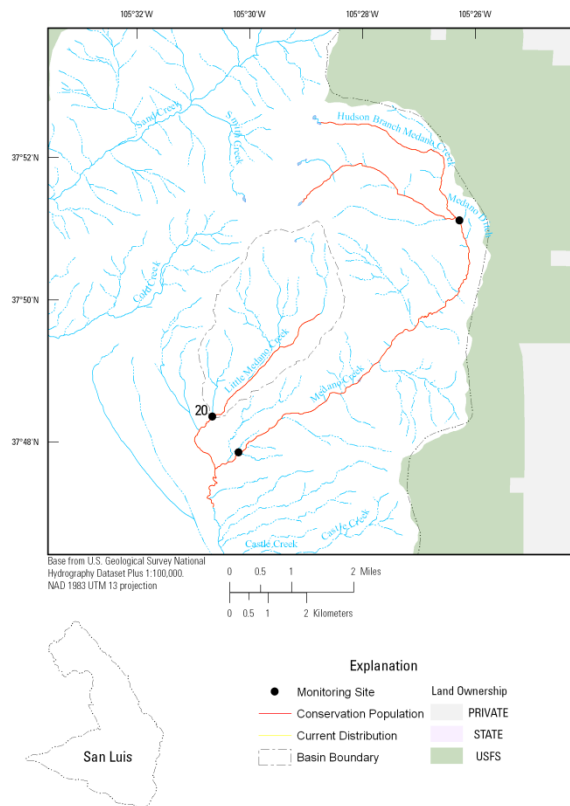 105°32'W 105°30'W 105°28'W 105°26'W
Sand Creek
Smith Creek
Hudson Branch Medano Creek
37°52'N
Medano Ditch
37°50'N
Cold Creek
Little Medano Creek
Medano Creek
20
37°48'N
Castle Creek
Castle Creek
Base from U.S. Geological Survey National
Hydrography Dataset Plus 1:100,000.
NAD 1983 UTM 13 projection
0 0.5 1 2 Miles
0 0.5 1 2 Kilometers
Explanation
Monitoring Site
Conservation Population
Current Distribution
Basin Boundary
Land Ownership
PRIVATE
STATE
USFS
San Luis